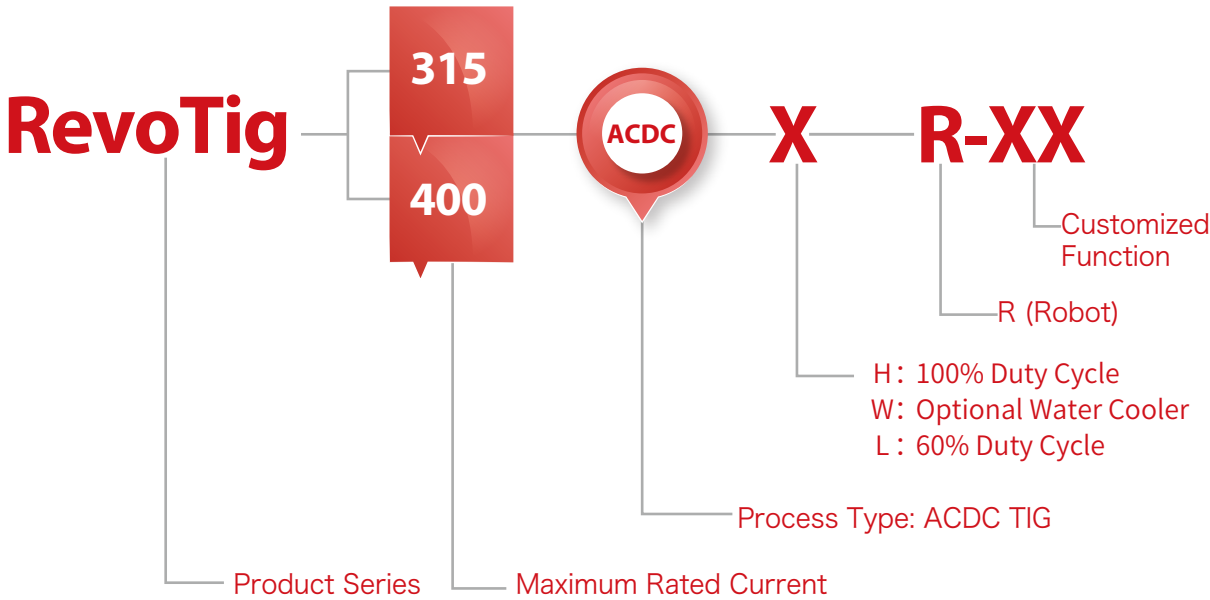 315
RevoTig
ACDC
X
R-XX
400
Customized
Function
R (Robot)
H: 100% Duty Cycle
W: Optional Water Cooler
L: 60% Duty Cycle
Process Type: ACDC TIG
Product Series
Maximum Rated Current